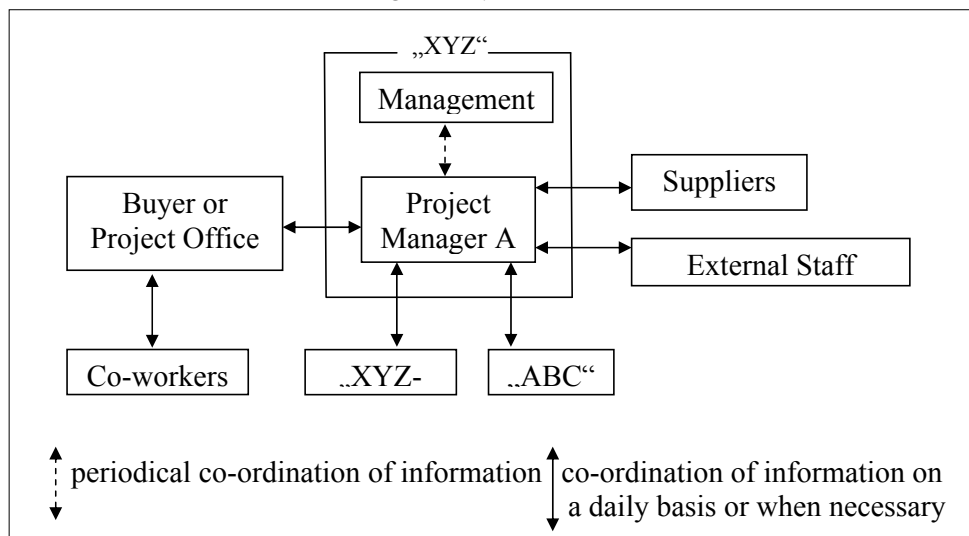 „XYZ“
Management
Suppliers
Buyer or
Project Office
Project
Manager A
External Staff
Co-workers
„XYZ-
„ABC“
periodical co-ordination of information
co-ordination of information on
a daily basis or when necessary